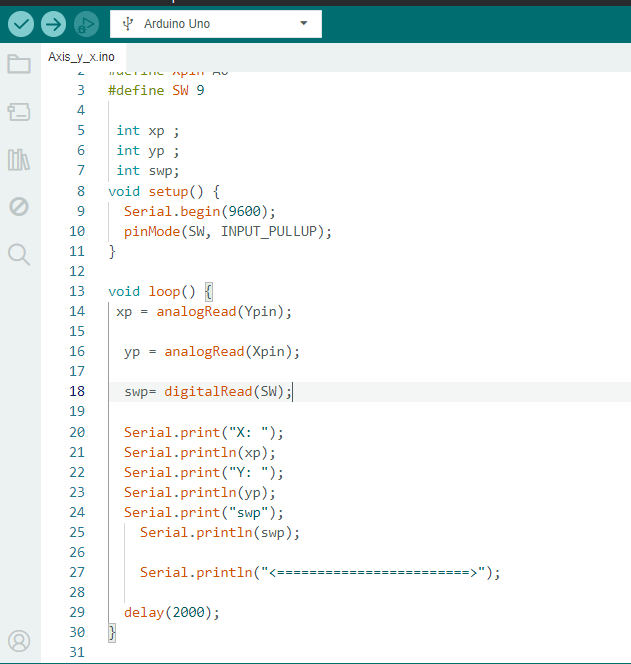 Arduino Uno
Axis_y_x.ino
2 #define Xpin A0
3 #define SW 9
4
5 int xp ;
6 int yp ;
7 int swp;
8 void setup() {
9 Serial.begin(9600);
10 pinMode(SW, INPUT_PULLUP);
11 }
12
13 void loop() {
14 xp = analogRead(Ypin);
15
16 yp = analogRead(Xpin);
17
18 swp= digitalRead(SW);
19
20 Serial.print("X: ");
21 Serial.println(xp);
22 Serial.print("Y: ");
23 Serial.println(yp);
24 Serial.print("swp");
25 Serial.println(swp);
26
27 Serial.println("<========================>");
28
29 delay(2000);
30 }
31